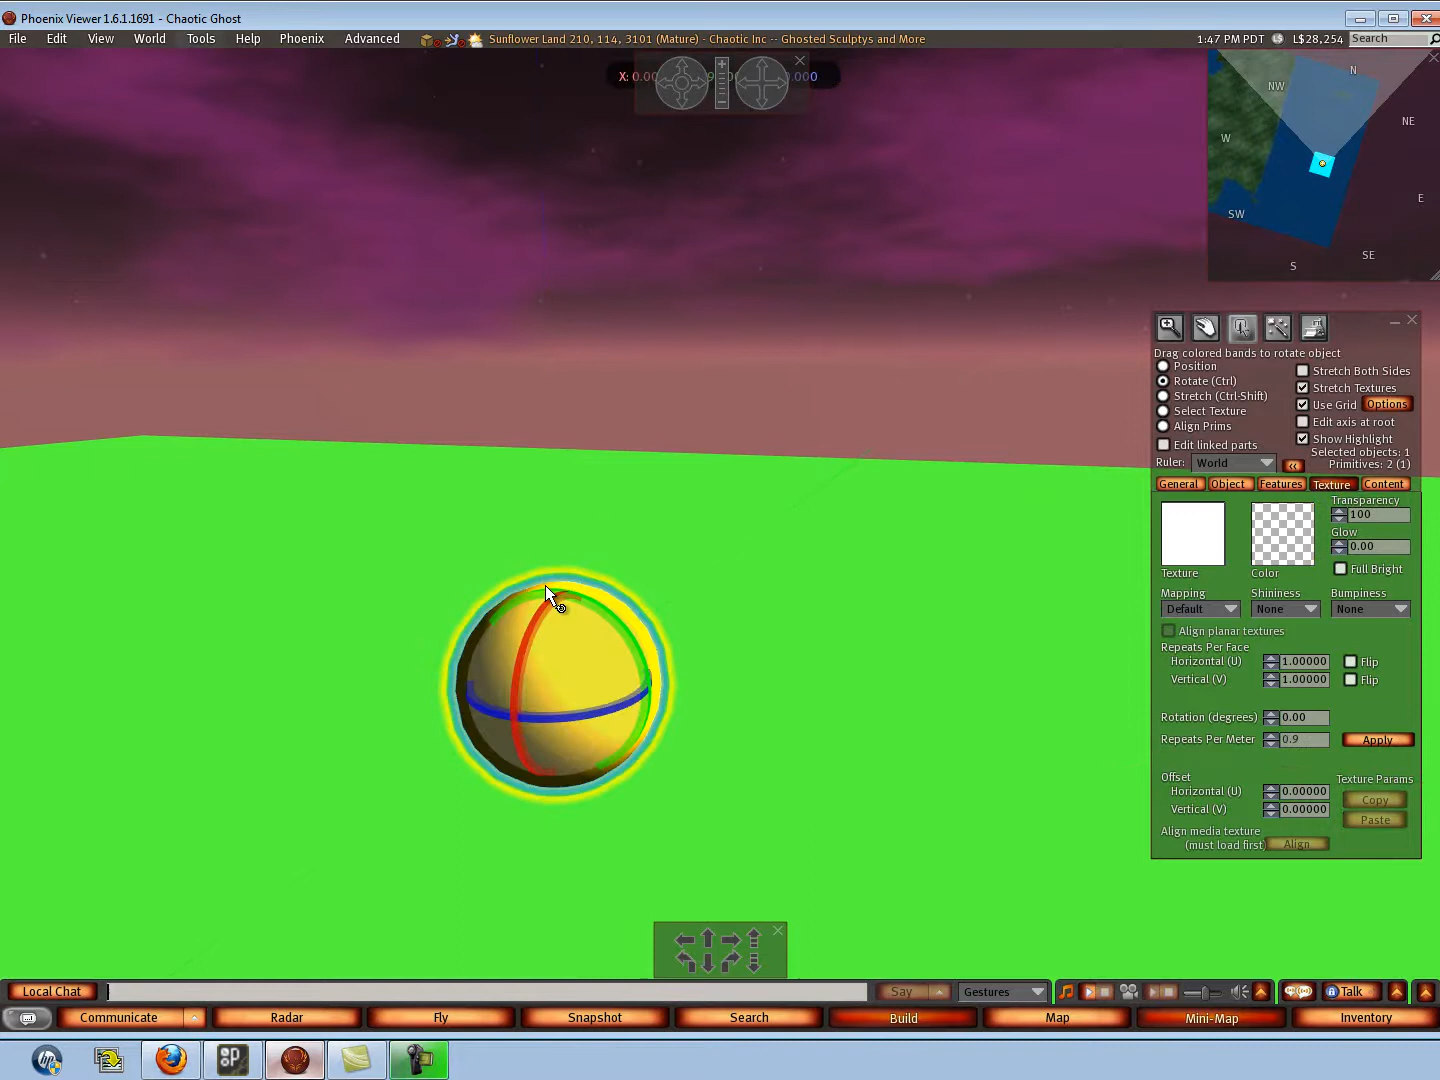 Phoenix Viewer 1.6.1.1691 - Chaotic Ghost
File Edit View World Tools Help Phoenix Advanced Sunflower Land 210, 114, 3101 (Mature) - Chaotic Inc -- Ghosted Sculptys and More 1:47 PM PDT L$28,254 Search
X: 0.00
N
NW
NE
W
E
SW
SE
S
Drag colored bands to rotate object
Position
Rotate (Ctrl)
Stretch (Ctrl-Shift)
Select Texture
Align Prims
Edit linked parts
Stretch Both Sides
Stretch Textures
Use Grid Options
Edit axis at root
Show Highlight
Selected objects: 1
Primitives: 2 (1)
Ruler: World
General Object Features Texture Content
Transparency
100
Glow
0.00
Texture Color Full Bright
Mapping Shininess Bumpiness
Default None None
Align planar textures
Repeats Per Face
Horizontal (U) 1.00000 Flip
Vertical (V) 1.00000 Flip
Rotation (degrees) 0.00
Repeats Per Meter 0.9 Apply
Offset Texture Params
Horizontal (U) 0.00000 Copy
Vertical (V) 0.00000 Paste
Align media texture
(must load first) Align
Local Chat Say Gestures Talk
Communicate Radar Fly Snapshot Search Build Map Mini-Map Inventory